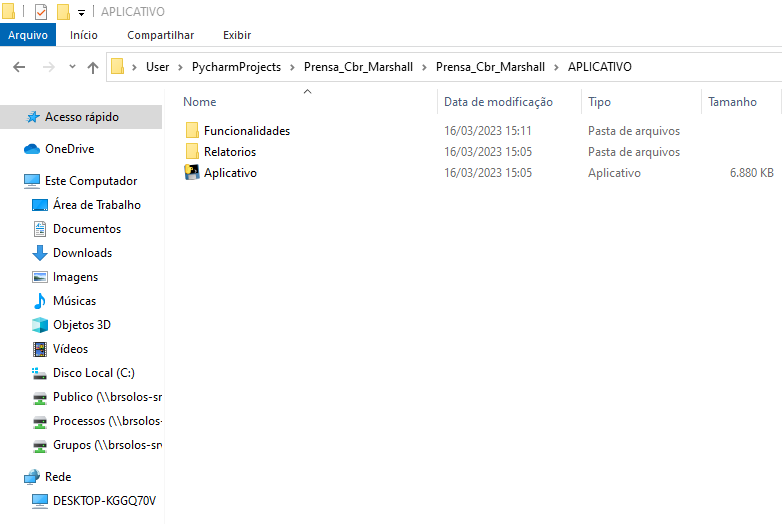 APLICATIVO
Arquivo Início Compartilhar Exibir
User > PycharmProjects > Prensa_Cbr_Marshall > Prensa_Cbr_Marshall > APLICATIVO
Nome Data de modificação Tipo Tamanho
Acesso rápido
Funcionalidades 16/03/2023 15:11 Pasta de arquivos
Relatorios 16/03/2023 15:05 Pasta de arquivos
Aplicativo 16/03/2023 15:05 Aplicativo 6.880 KB
OneDrive
Este Computador
Área de Trabalho
Documentos
Downloads
Imagens
Músicas
Objetos 3D
Vídeos
Disco Local (C:)
Publico (\\brsolos-sr
Processos (\\brsolos-
Grupos (\\brsolos-srv
Rede
DESKTOP-KGGQ70V